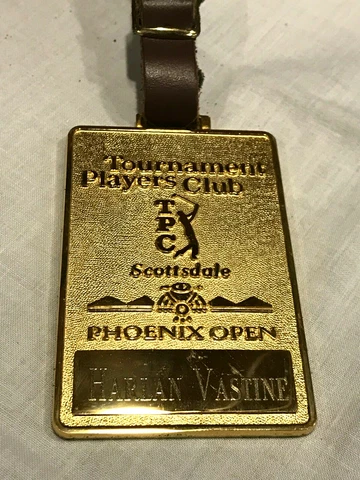 Tournament
Players Club
TPC
Scottsdale
PHOENIX OPEN
HARLAN VASTINE